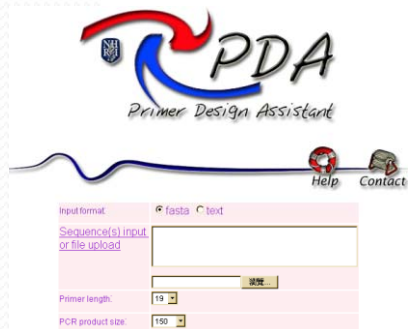 NHRI
PDA
Primer Design Assistant
Help Contact
Input format: fasta text
Sequence(s) input
or file upload
瀏覽...
Primer length: 19
PCR product size: 150